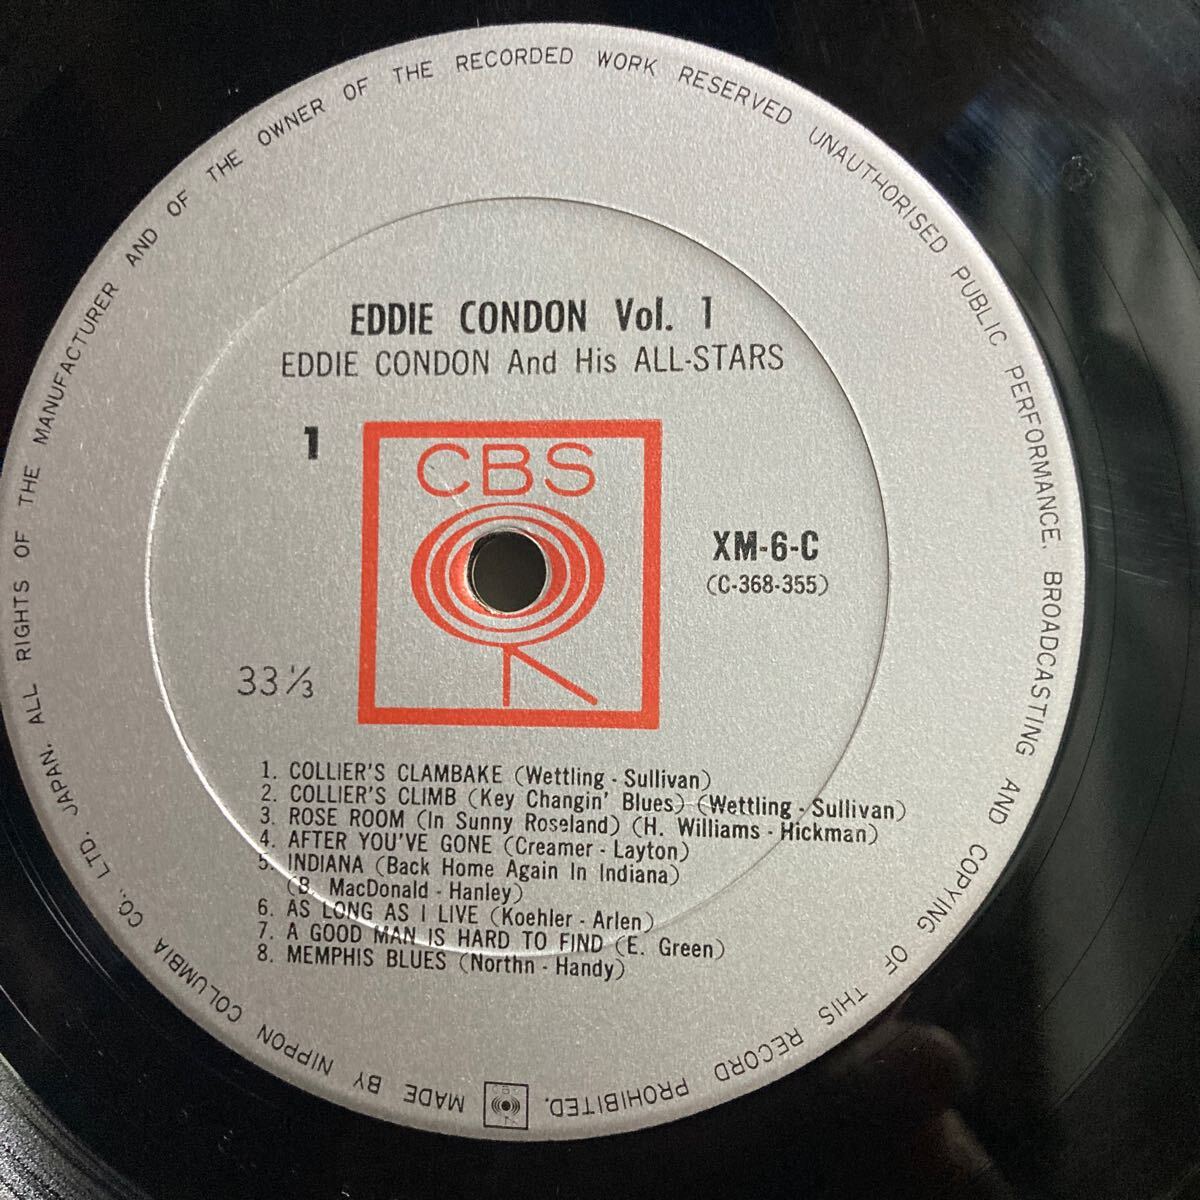 ALL RIGHTS OF THE MANUFACTURER AND OF THE OWNER OF THE RECORDED WORK RESERVED UNAUTHORISED PUBLIC PERFORMANCE, BROADCASTING AND COPYING OF THIS RECORD PROHIBITED.
EDDIE CONDON Vol. 1
EDDIE CONDON And His ALL-STARS
1
CBS
XM-6-C
(C-368-355)
33 1/3
1. COLLIER'S CLAMBAKE (Wettling - Sullivan)
2. COLLIER'S CLIMB (Key Changin' Blues) (Wettling - Sullivan)
3. ROSE ROOM (In Sunny Roseland) (H. Williams - Hickman)
4. AFTER YOU'VE GONE (Creamer - Layton)
5. INDIANA (Back Home Again In Indiana)
(B. MacDonald - Hanley)
6. AS LONG AS I LIVE (Koehler - Arlen)
7. A GOOD MAN IS HARD TO FIND (E. Green)
8. MEMPHIS BLUES (Northn - Handy)
MADE BY NIPPON COLUMBIA CO., LTD. JAPAN.